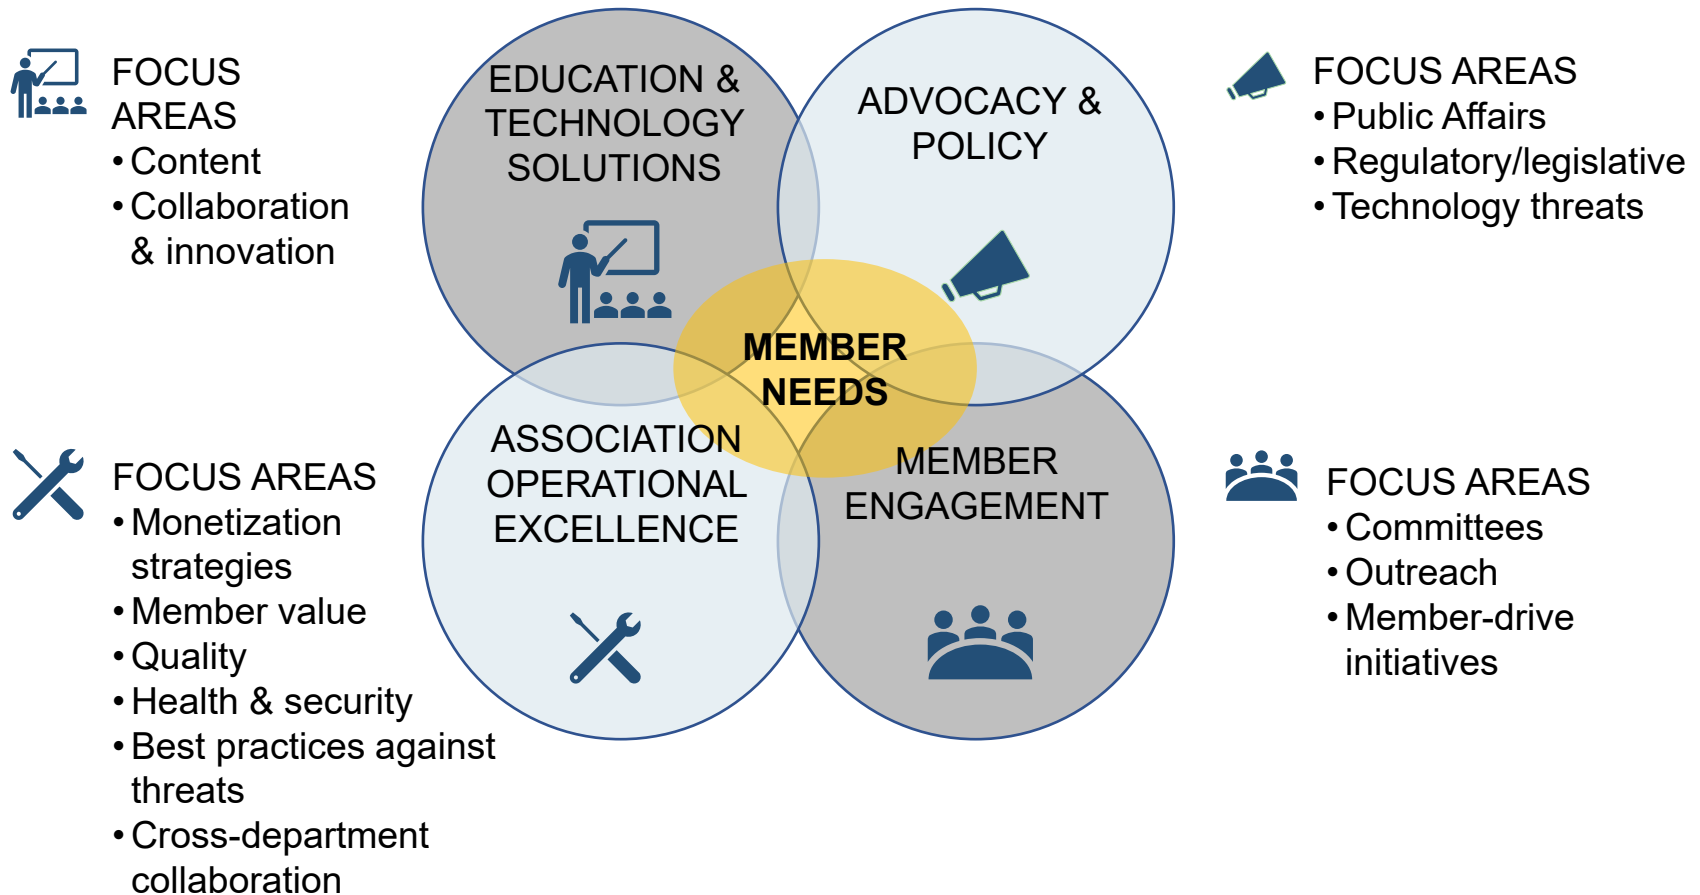 FOCUS
AREAS
• Content
• Collaboration
& innovation
EDUCATION &
TECHNOLOGY
SOLUTIONS
ADVOCACY &
POLICY
FOCUS AREAS
• Public Affairs
• Regulatory/legislative
• Technology threats
MEMBER
NEEDS
FOCUS AREAS
• Monetization
strategies
• Member value
• Quality
• Health & security
• Best practices against
threats
• Cross-department
collaboration
ASSOCIATION
OPERATIONAL
EXCELLENCE
MEMBER
ENGAGEMENT
FOCUS AREAS
• Committees
• Outreach
• Member-drive
initiatives